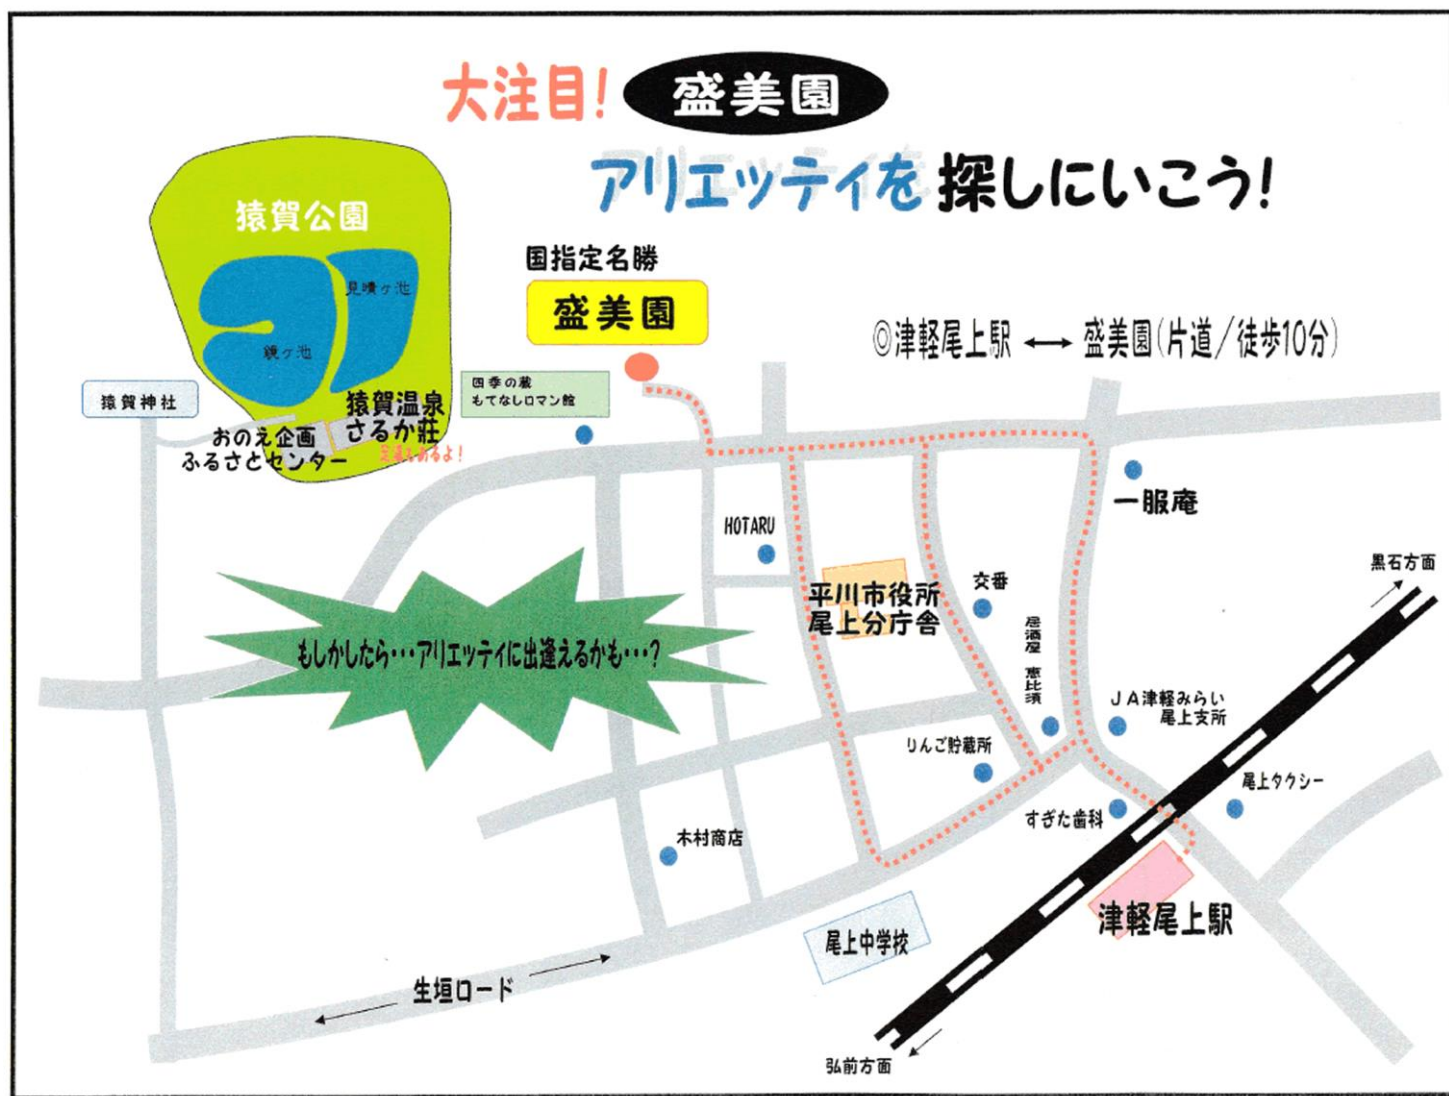 大注目! 盛美園
アリエッティを探しにいこう!
猿賀公園
見晴ヶ池
鏡ヶ池
国指定名勝
盛美園
◎津軽尾上駅 ←→ 盛美園(片道/徒歩10分)
猿賀神社
四季の蔵
もてなしロマン館
猿賀温泉
さるか荘
おのえ企画
ふるさとセンター
足湯もあるよ!
一服庵
HOTARU
黒石方面
平川市役所
尾上分庁舎
交番
居酒屋 恵比須
もしかしたら・・・アリエッティに出逢えるかも・・・?
JA津軽みらい
尾上支所
りんご貯蔵所
尾上タクシー
すぎた歯科
木村商店
津軽尾上駅
尾上中学校
生垣ロード
弘前方面